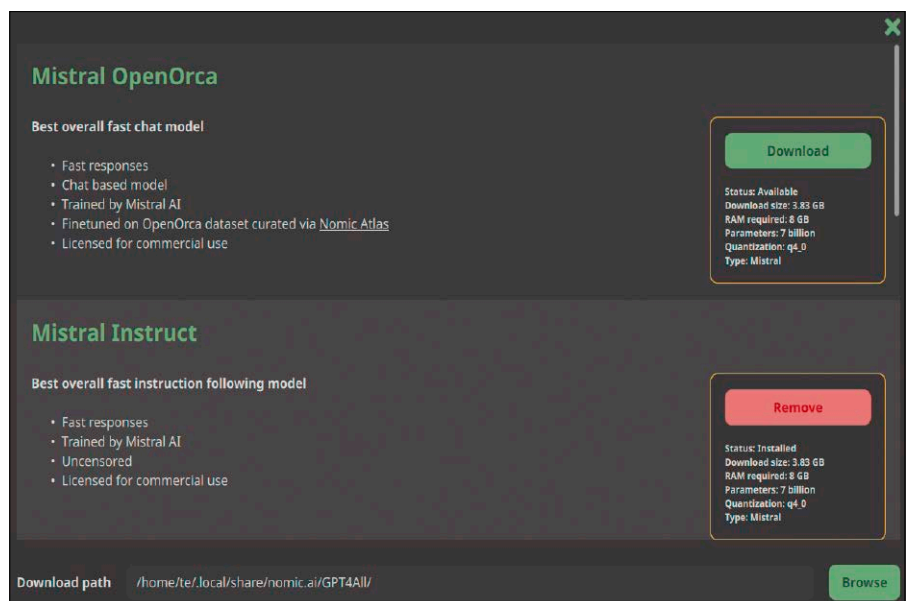 Mistral OpenOrca
Best overall fast chat model
• Fast responses
• Chat based model
• Trained by Mistral AI
• Finetuned on OpenOrca dataset curated via Nomic Atlas
• Licensed for commercial use
Download
Status: Available
Download size: 3.83 GB
RAM required: 8 GB
Parameters: 7 billion
Quantization: q4_0
Type: Mistral
Mistral Instruct
Best overall fast instruction following model
• Fast responses
• Trained by Mistral AI
• Uncensored
• Licensed for commercial use
Remove
Status: Installed
Download size: 3.83 GB
RAM required: 8 GB
Parameters: 7 billion
Quantization: q4_0
Type: Mistral
Download path /home/te/.local/share/nomic.ai/GPT4All/ Browse